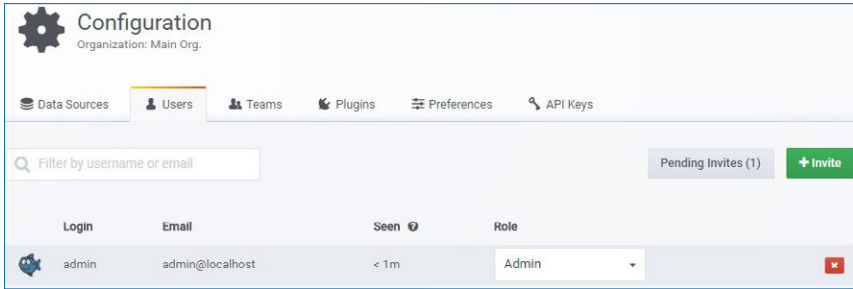 Configuration
Organization: Main Org.
Data Sources Users Teams Plugins Preferences API Keys
Filter by username or email Pending Invites (1) + Invite
Login Email Seen ? Role
admin admin@localhost < 1m Admin